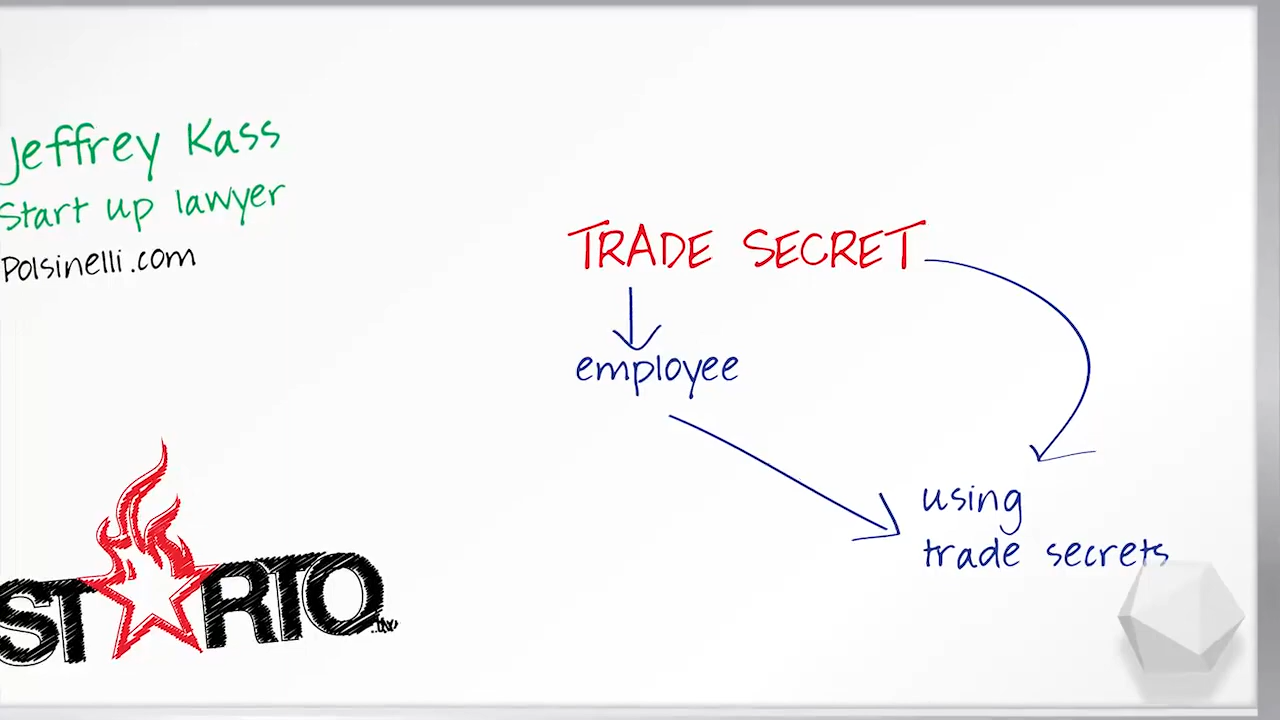 Jeffrey Kass
Start up lawyer
Polsinelli.com
TRADE SECRET
employee
using
trade secrets
STARTO